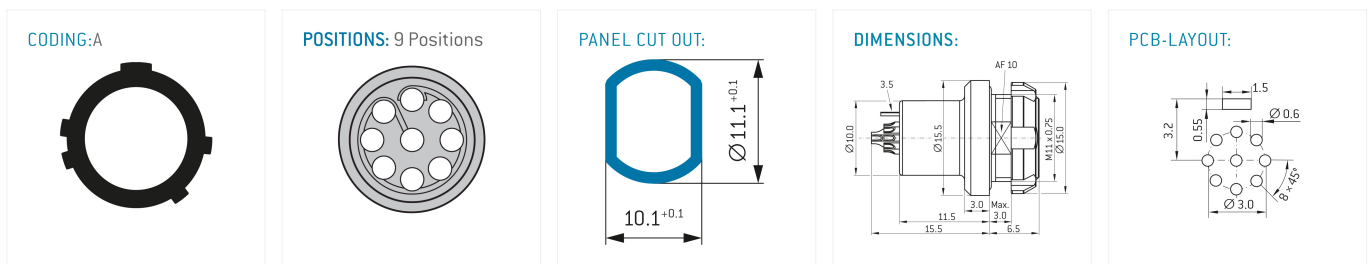 CODING:A
POSITIONS: 9 Positions
PANEL CUT OUT:
Ø 11.1 +0.1
10.1 +0.1
DIMENSIONS:
AF 10
3.5
Ø 10.0
Ø 15.5
M11 x 0.75
Ø 15.0
3.0
Max.
3.0
11.5
15.5
6.5
PCB-LAYOUT:
1.5
3.2
0.55
Ø 0.6
8 × 45°
Ø 3.0